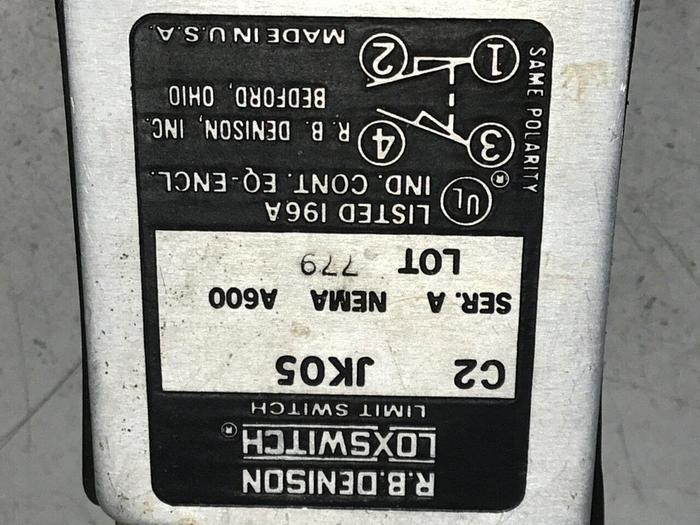 R.B. DENISON
LOXSWITCH®
LIMIT SWITCH
C2 JK05
SER. A NEMA A600
LOT 779
UL ® LISTED 196A
IND. CONT. EQ-ENCL.
3 4 R. B. DENISON, INC.
BEDFORD, OHIO
1 2 MADE IN U.S.A.
SAME POLARITY